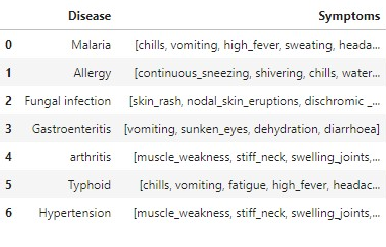 Disease Symptoms
0 Malaria [chills, vomiting, high_fever, sweating, heada...
1 Allergy [continuous_sneezing, shivering, chills, water...
2 Fungal infection [skin_rash, nodal_skin_eruptions, dischromic _...
3 Gastroenteritis [vomiting, sunken_eyes, dehydration, diarrhoea]
4 arthritis [muscle_weakness, stiff_neck, swelling_joints,...
5 Typhoid [chills, vomiting, fatigue, high_fever, headac...
6 Hypertension [muscle_weakness, stiff_neck, swelling_joints,...